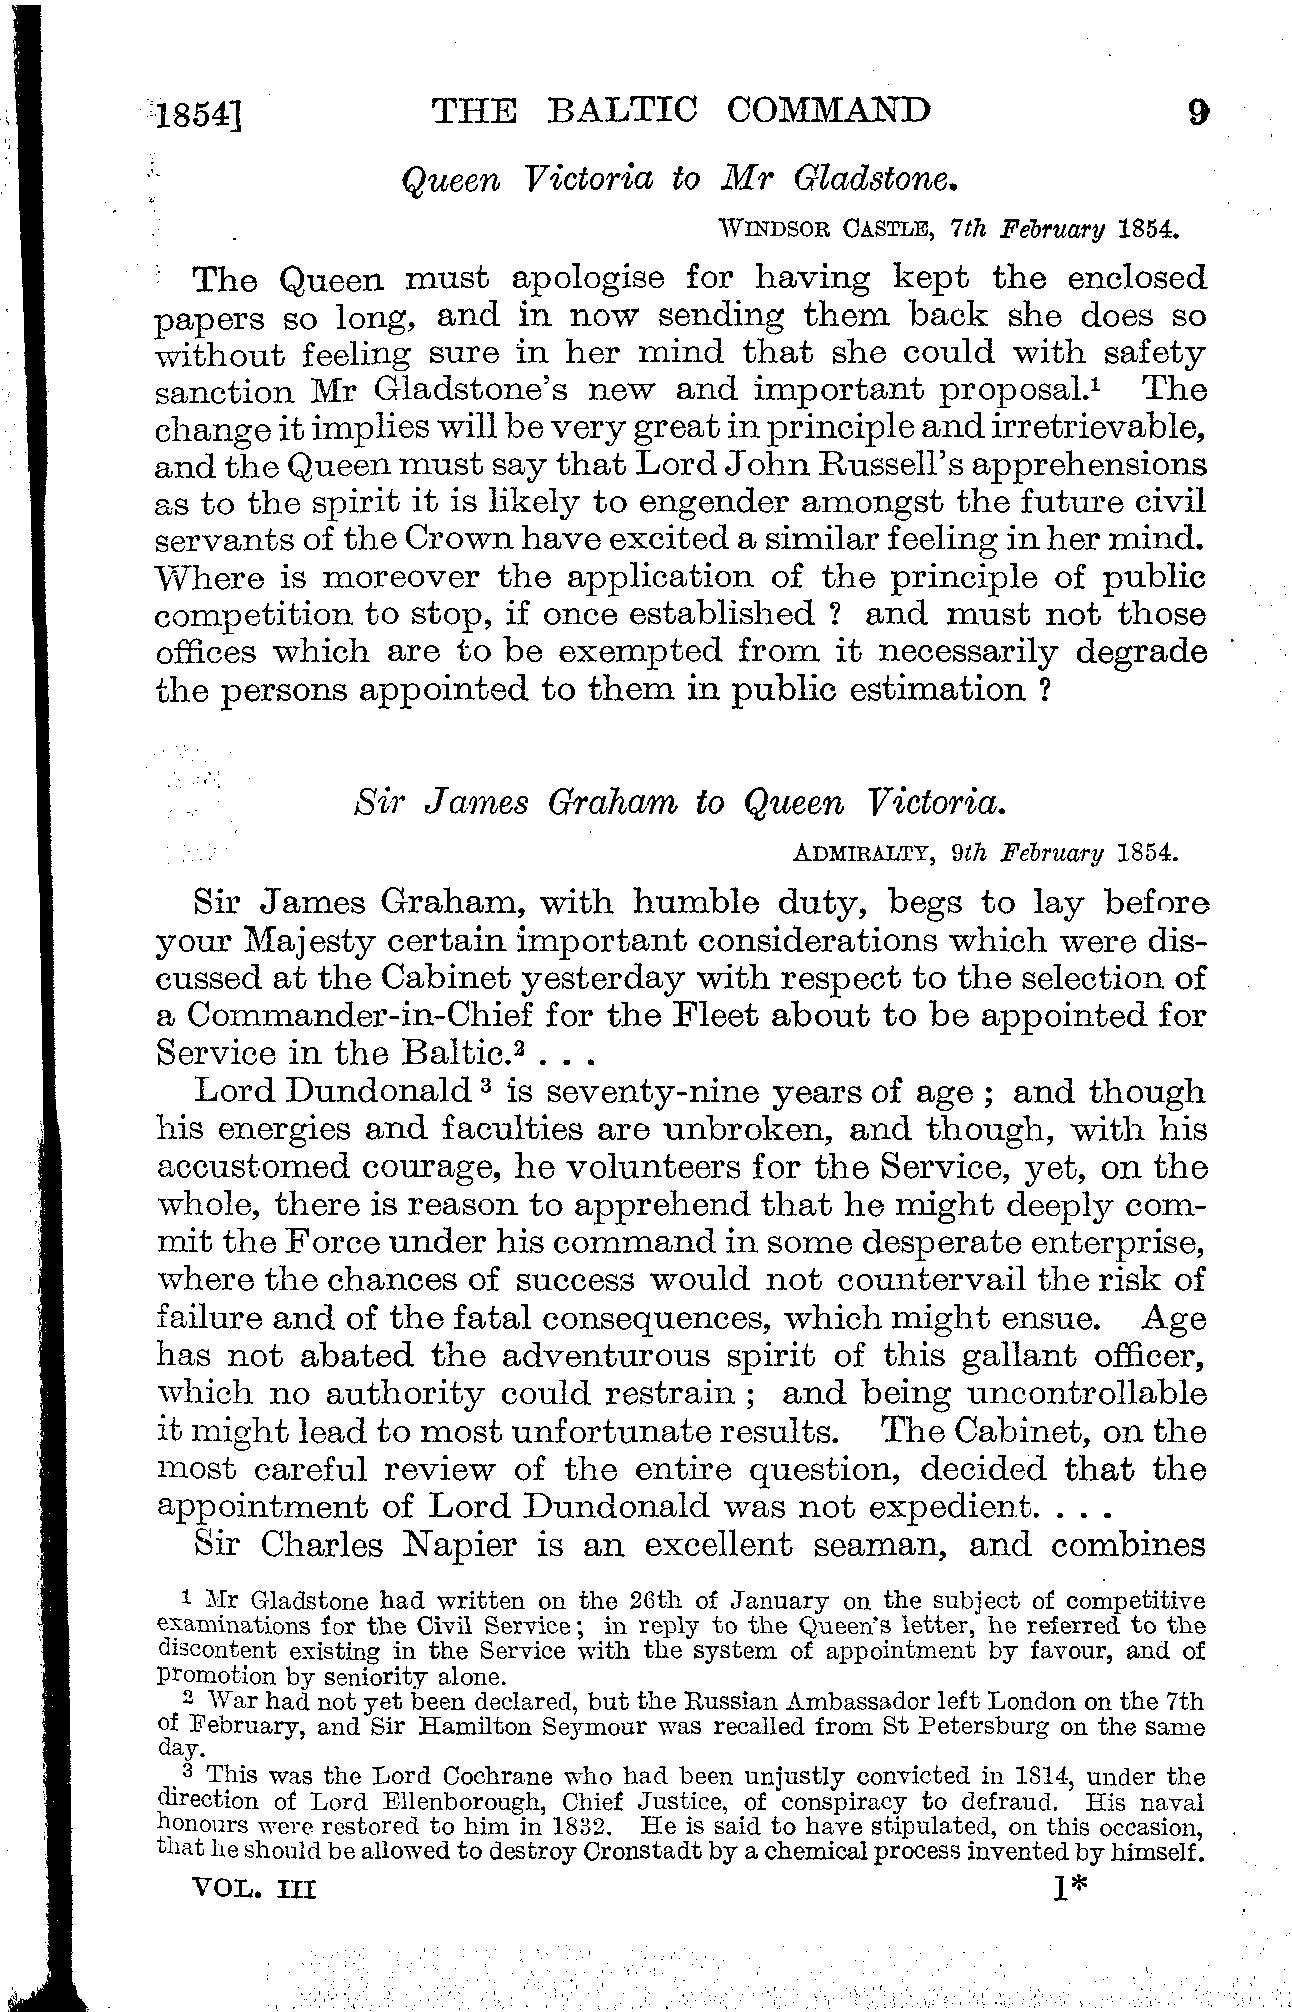 1854] THE BALTIC COMMAND 9
Queen Victoria to Mr Gladstone.
WINDSOR CASTLE, 7th February 1854.
The Queen must apologise for having kept the enclosed
papers so long, and in now sending them back she does so
without feeling sure in her mind that she could with safety
sanction Mr Gladstone's new and important proposal.¹ The
change it implies will be very great in principle and irretrievable,
and the Queen must say that Lord John Russell's apprehensions
as to the spirit it is likely to engender amongst the future civil
servants of the Crown have excited a similar feeling in her mind.
Where is moreover the application of the principle of public
competition to stop, if once established ? and must not those
offices which are to be exempted from it necessarily degrade
the persons appointed to them in public estimation ?
Sir James Graham to Queen Victoria.
ADMIRALTY, 9th February 1854.
Sir James Graham, with humble duty, begs to lay before
your Majesty certain important considerations which were dis-
cussed at the Cabinet yesterday with respect to the selection of
a Commander-in-Chief for the Fleet about to be appointed for
Service in the Baltic.² . . .
Lord Dundonald ³ is seventy-nine years of age ; and though
his energies and faculties are unbroken, and though, with his
accustomed courage, he volunteers for the Service, yet, on the
whole, there is reason to apprehend that he might deeply com-
mit the Force under his command in some desperate enterprise,
where the chances of success would not countervail the risk of
failure and of the fatal consequences, which might ensue. Age
has not abated the adventurous spirit of this gallant officer,
which no authority could restrain ; and being uncontrollable
it might lead to most unfortunate results. The Cabinet, on the
most careful review of the entire question, decided that the
appointment of Lord Dundonald was not expedient. . . .
Sir Charles Napier is an excellent seaman, and combines
1 Mr Gladstone had written on the 26th of January on the subject of competitive
examinations for the Civil Service; in reply to the Queen's letter, he referred to the
discontent existing in the Service with the system of appointment by favour, and of
promotion by seniority alone.
2 War had not yet been declared, but the Russian Ambassador left London on the 7th
of February, and Sir Hamilton Seymour was recalled from St Petersburg on the same
day.
3 This was the Lord Cochrane who had been unjustly convicted in 1814, under the
direction of Lord Ellenborough, Chief Justice, of conspiracy to defraud. His naval
honours were restored to him in 1832. He is said to have stipulated, on this occasion,
that he should be allowed to destroy Cronstadt by a chemical process invented by himself.
VOL. III 1*